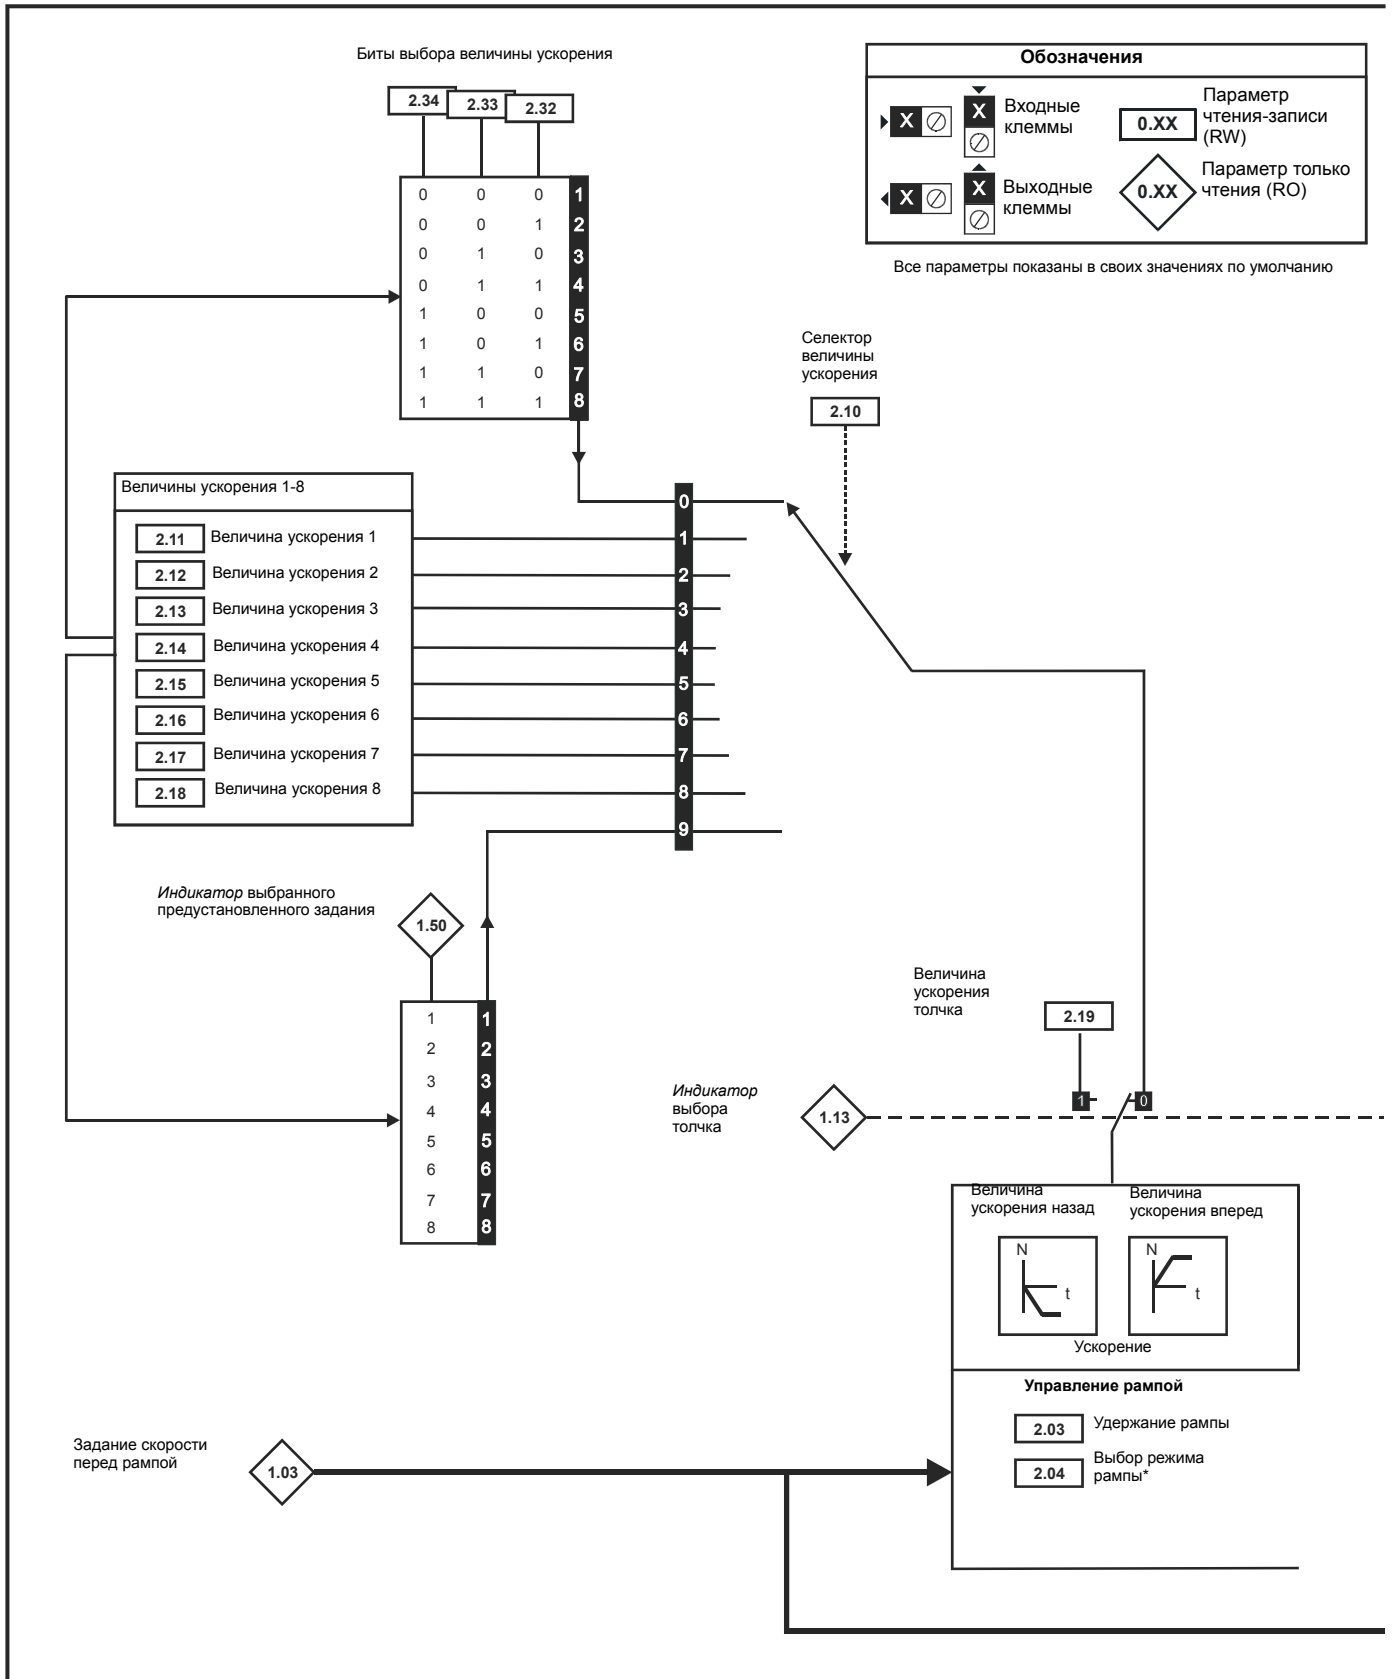 Биты выбора величины ускорения
2.34 2.33 2.32
0 0 0 1
0 0 1 2
0 1 0 3
0 1 1 4
1 0 0 5
1 0 1 6
1 1 0 7
1 1 1 8
Обозначения
X X
Входные
клеммы
0.XX
Параметр
чтения-записи
(RW)
X X
Выходные
клеммы
0.XX
Параметр только
чтения (RO)
Все параметры показаны в своих значениях по умолчанию
Селектор
величины
ускорения
2.10
Величины ускорения 1-8
2.11 Величина ускорения 1
2.12 Величина ускорения 2
2.13 Величина ускорения 3
2.14 Величина ускорения 4
2.15 Величина ускорения 5
2.16 Величина ускорения 6
2.17 Величина ускорения 7
2.18 Величина ускорения 8
0
1
2
3
4
5
6
7
8
9
Индикатор выбранного
предустановленного задания
1.50
1 1
2 2
3 3
4 4
5 5
6 6
7 7
8 8
Величина
ускорения
толчка
2.19
Индикатор
выбора
толчка
1.13
1 0
Величина
ускорения назад
Величина
ускорения вперед
N
t
N
t
Ускорение
Управление рампой
2.03 Удержание рампы
2.04 Выбор режима
рампы*
Задание скорости
перед рампой
1.03